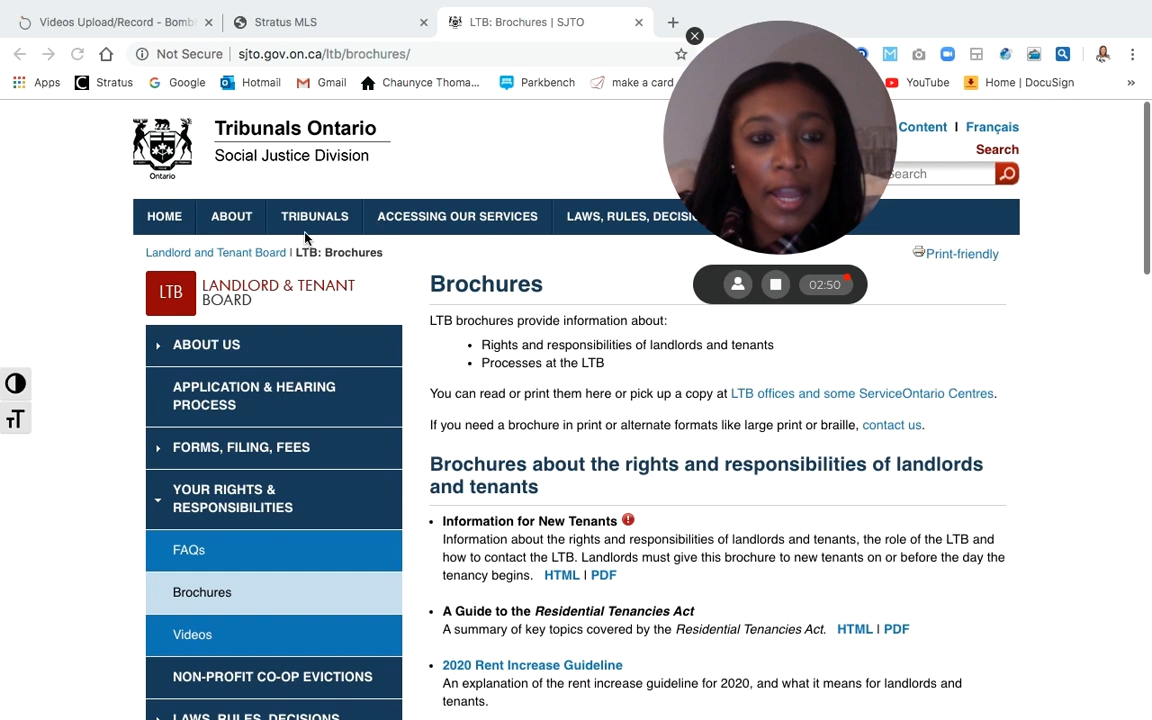 Videos Upload/Record - Bomb
Stratus MLS
LTB: Brochures | SJTO
Not Secure
sjto.gov.on.ca/ltb/brochures/
Apps
Stratus
Google
Hotmail
Gmail
Chaunyce Thoma...
Parkbench
make a card
YouTube
Home | DocuSign
»
Ontario
Tribunals Ontario
Social Justice Division
Content | Français
Search
Search
HOME
ABOUT
TRIBUNALS
ACCESSING OUR SERVICES
LAWS, RULES, DECISIO
Landlord and Tenant Board | LTB: Brochures
Print-friendly
LTB
LANDLORD & TENANT
BOARD
ABOUT US
APPLICATION & HEARING
PROCESS
FORMS, FILING, FEES
YOUR RIGHTS &
RESPONSIBILITIES
FAQs
Brochures
Videos
NON-PROFIT CO-OP EVICTIONS
LAWS, RULES, DECISIONS
02:50
Brochures
LTB brochures provide information about:
• Rights and responsibilities of landlords and tenants
• Processes at the LTB
You can read or print them here or pick up a copy at LTB offices and some ServiceOntario Centres.
If you need a brochure in print or alternate formats like large print or braille, contact us.
Brochures about the rights and responsibilities of landlords
and tenants
• Information for New Tenants
Information about the rights and responsibilities of landlords and tenants, the role of the LTB and
how to contact the LTB. Landlords must give this brochure to new tenants on or before the day the
tenancy begins. HTML | PDF
• A Guide to the Residential Tenancies Act
A summary of key topics covered by the Residential Tenancies Act. HTML | PDF
• 2020 Rent Increase Guideline
An explanation of the rent increase guideline for 2020, and what it means for landlords and
tenants.